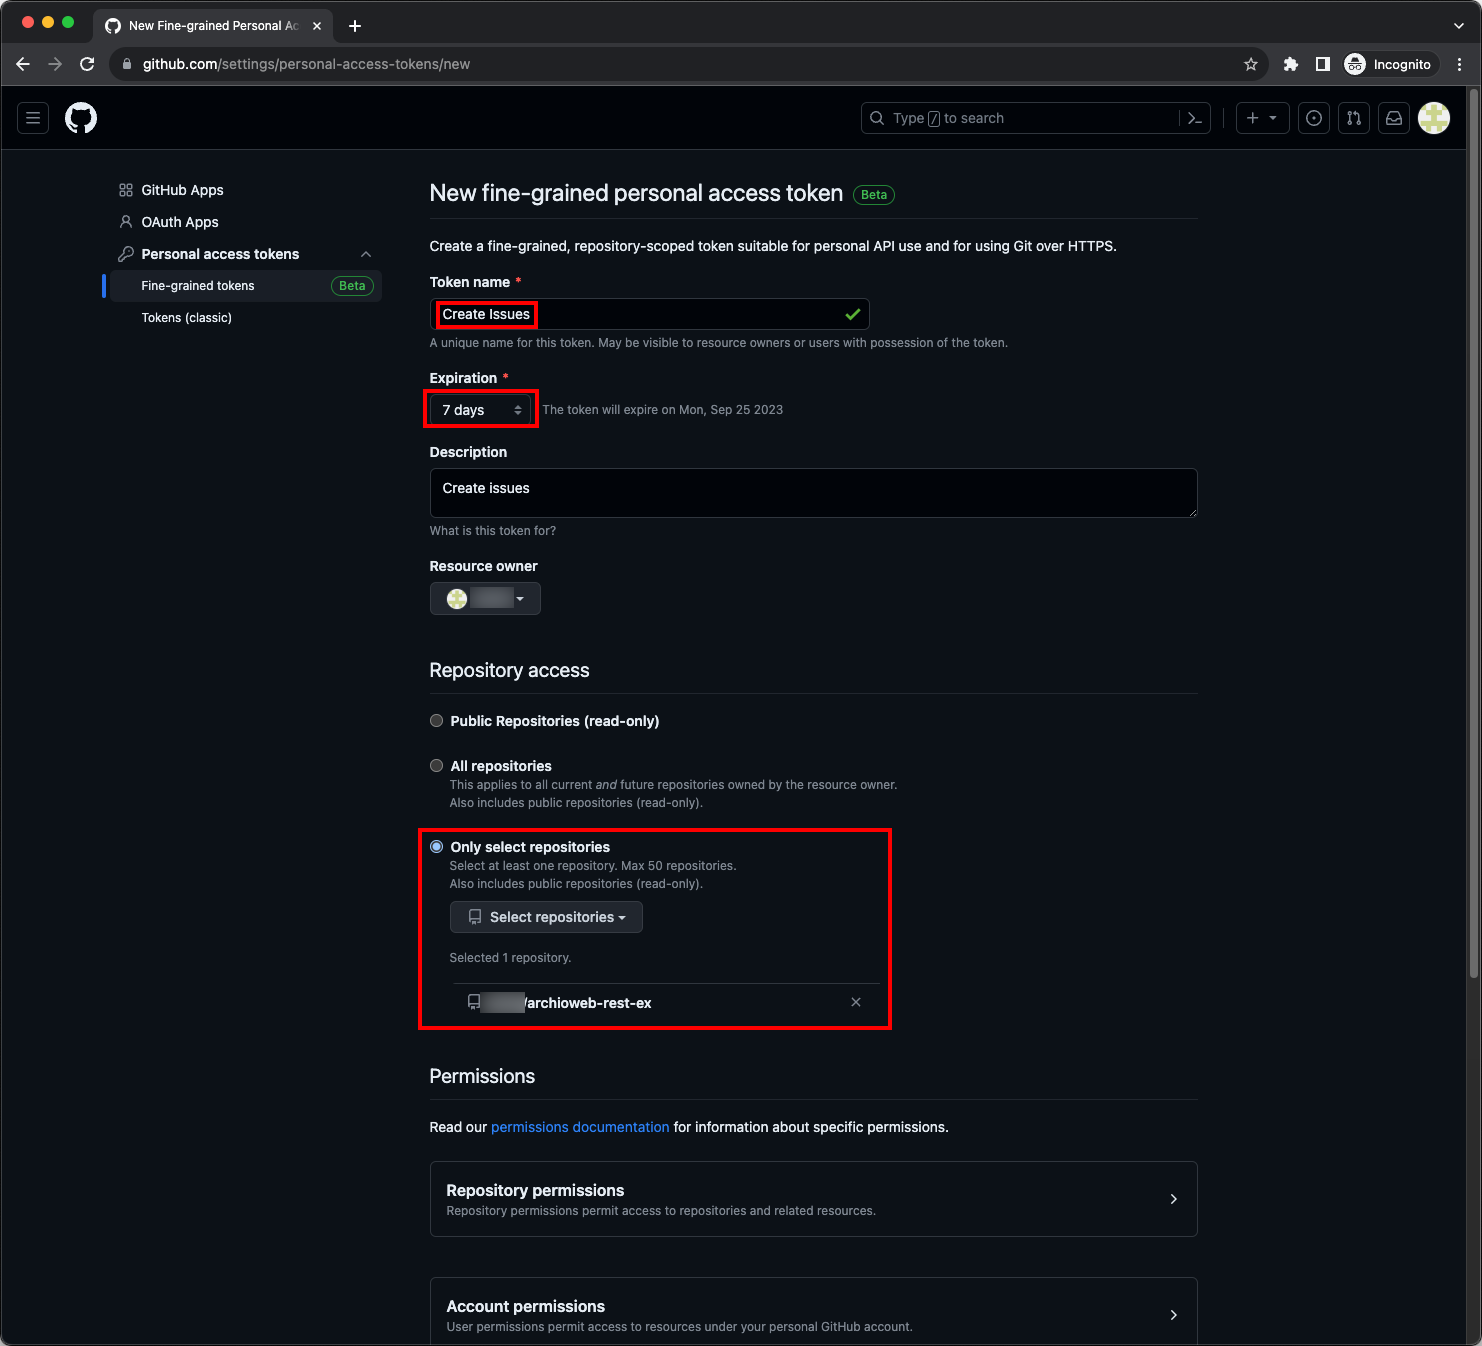 New Fine-grained Personal Ac
github.com/settings/personal-access-tokens/new
Incognito
Type / to search
GitHub Apps
OAuth Apps
Personal access tokens
Fine-grained tokens Beta
Tokens (classic)
New fine-grained personal access token Beta
Create a fine-grained, repository-scoped token suitable for personal API use and for using Git over HTTPS.
Token name *
Create Issues
A unique name for this token. May be visible to resource owners or users with possession of the token.
Expiration *
7 days The token will expire on Mon, Sep 25 2023
Description
Create issues
What is this token for?
Resource owner
Repository access
Public Repositories (read-only)
All repositories
This applies to all current and future repositories owned by the resource owner.
Also includes public repositories (read-only).
Only select repositories
Select at least one repository. Max 50 repositories.
Also includes public repositories (read-only).
Select repositories
Selected 1 repository.
/archioweb-rest-ex
Permissions
Read our permissions documentation for information about specific permissions.
Repository permissions
Repository permissions permit access to repositories and related resources.
Account permissions
User permissions permit access to resources under your personal GitHub account.